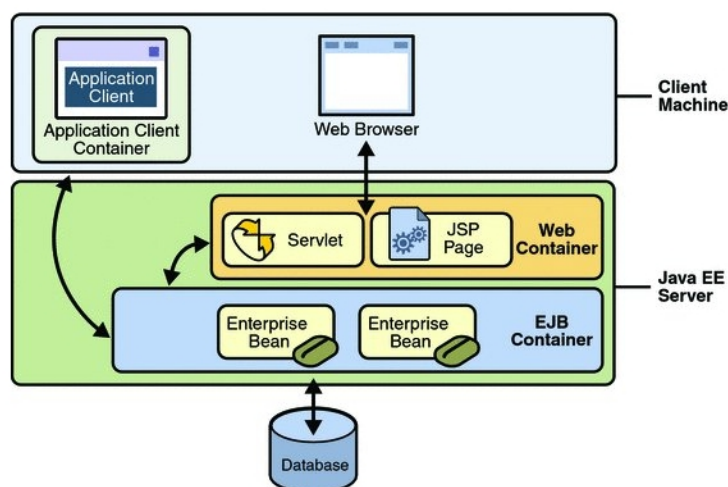 Application
Client
Application Client
Container
Web Browser
Client
Machine
Servlet
JSP
Page
Web
Container
Java EE
Server
Enterprise
Bean
Enterprise
Bean
EJB
Container
Database